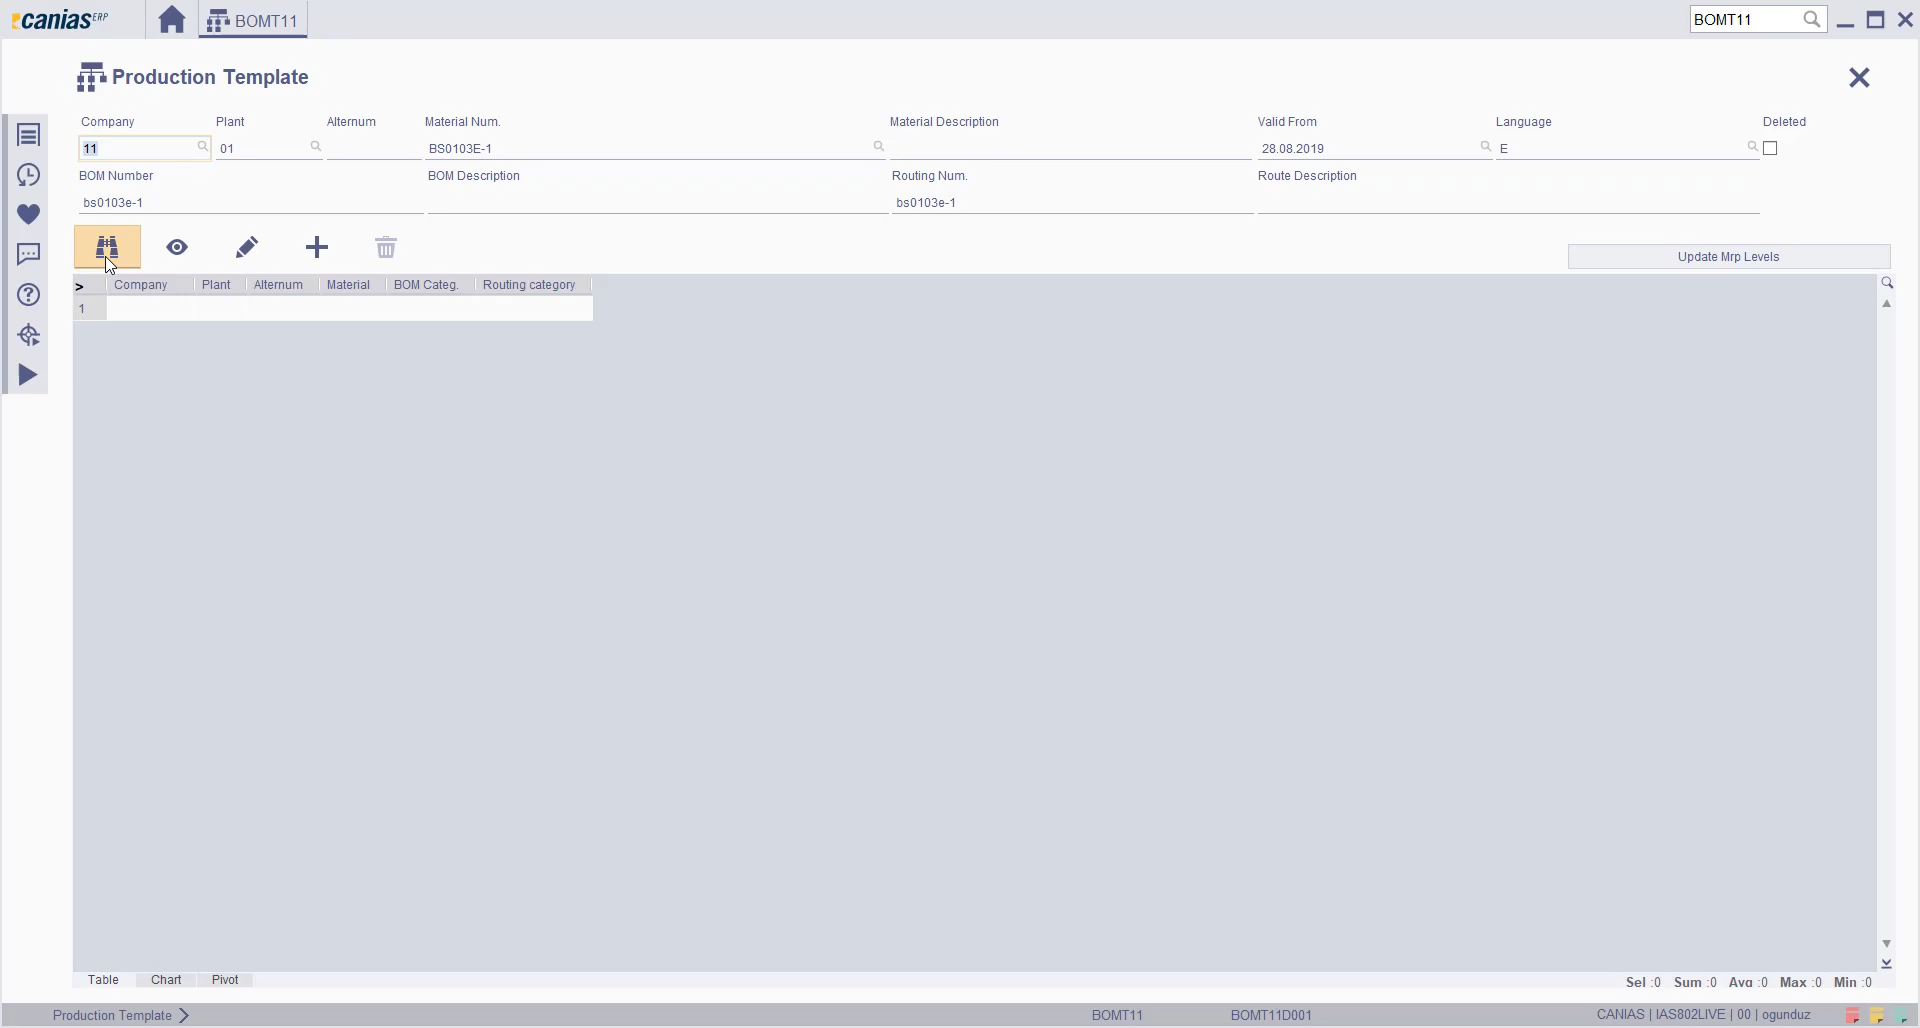 canias ERP BOMT11 BOMT11
Production Template
Company Plant Alternum Material Num. Material Description Valid From Language Deleted
11 01 BS0103E-1 28.08.2019 E
BOM Number BOM Description Routing Num. Route Description
bs0103e-1 bs0103e-1
Update Mrp Levels
> Company Plant Alternum Material BOM Categ. Routing category
1
Table Chart Pivot
Sel :0 Sum :0 Avg :0 Max :0 Min :0
Production Template BOMT11 BOMT11D001 CANIAS | IAS802LIVE | 00 | ogunduz